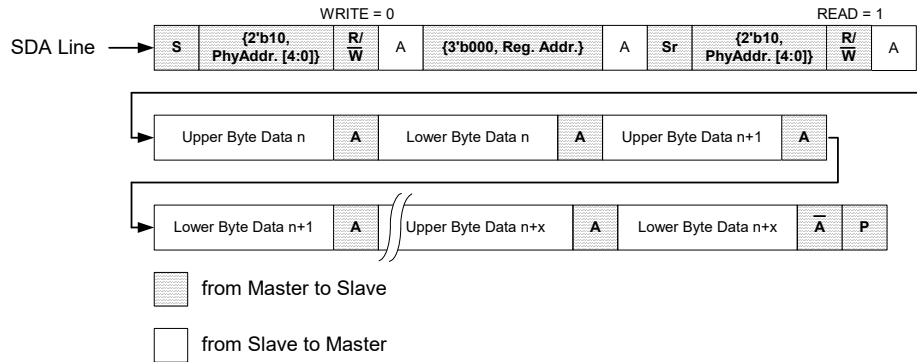 WRITE = 0 READ = 1
SDA Line S {2'b10, PhyAddr. [4:0]} R/W A {3'b000, Reg. Addr.} A Sr {2'b10, PhyAddr. [4:0]} R/W A
Upper Byte Data n A Lower Byte Data n A Upper Byte Data n+1 A
Lower Byte Data n+1 A Upper Byte Data n+x A Lower Byte Data n+x A P
from Master to Slave
from Slave to Master